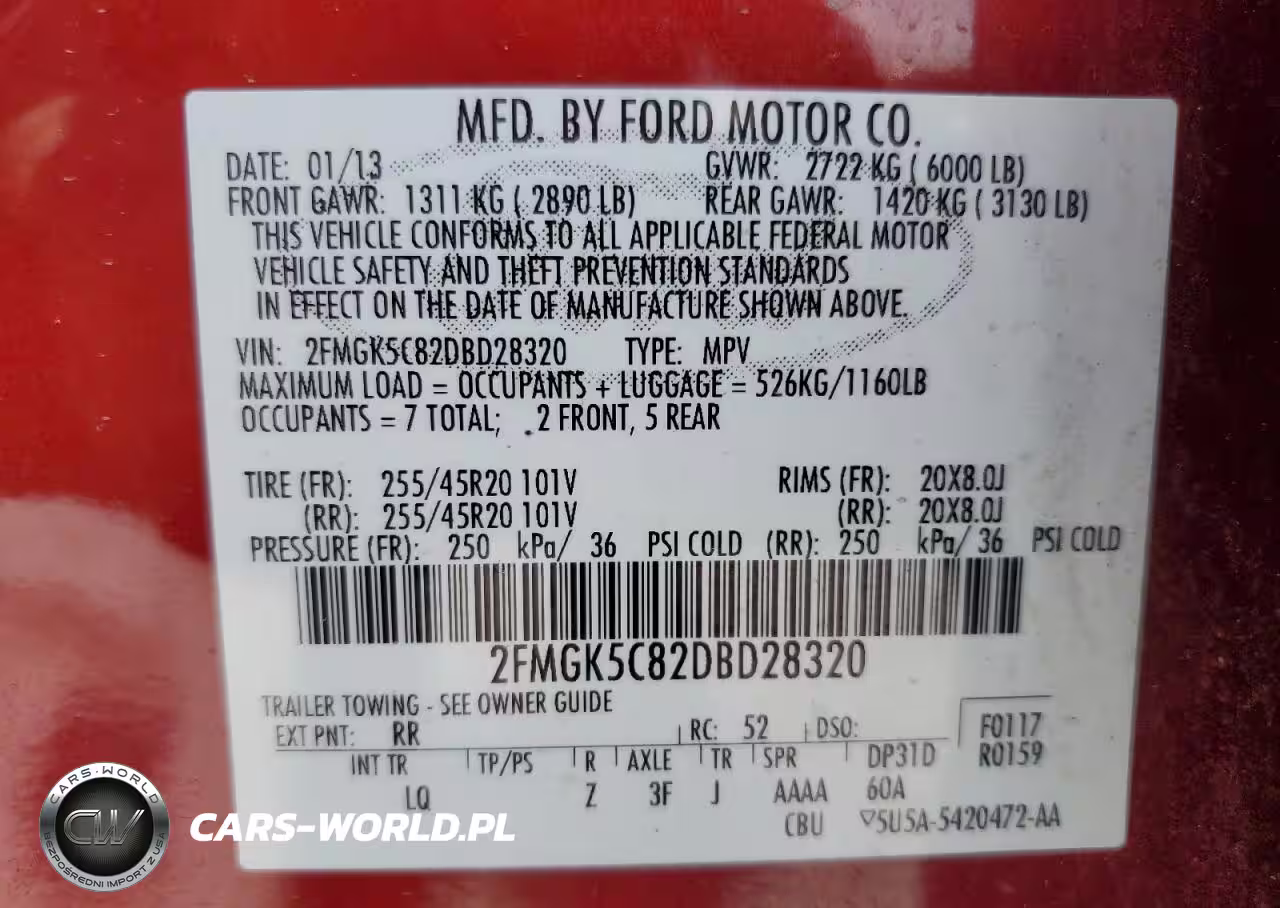 MFD. BY FORD MOTOR CO.
DATE: 01/13 GVWR: 2722 KG ( 6000 LB)
FRONT GAWR: 1311 KG ( 2890 LB) REAR GAWR: 1420 KG ( 3130 LB)
THIS VEHICLE CONFORMS TO ALL APPLICABLE FEDERAL MOTOR
VEHICLE SAFETY AND THEFT PREVENTION STANDARDS
IN EFFECT ON THE DATE OF MANUFACTURE SHOWN ABOVE.
VIN: 2FMGK5C82DBD28320 TYPE: MPV
MAXIMUM LOAD = OCCUPANTS + LUGGAGE = 526KG/1160LB
OCCUPANTS = 7 TOTAL; 2 FRONT, 5 REAR
TIRE (FR): 255/45R20 101V RIMS (FR): 20X8.0J
(RR): 255/45R20 101V (RR): 20X8.0J
PRESSURE (FR): 250 kPa/ 36 PSI COLD (RR): 250 kPa/ 36 PSI COLD
2FMGK5C82DBD28320
TRAILER TOWING - SEE OWNER GUIDE
EXT PNT: RR RC: 52 DSO: F0117
INT TR TP/PS R AXLE TR SPR DP31D R0159
LQ Z 3F J AAAA 60A
CBU ▽5U5A-5420472-AA
CARS-WORLD
CW
BEZPOŚREDNI IMPORT Z USA
CARS-WORLD.PL